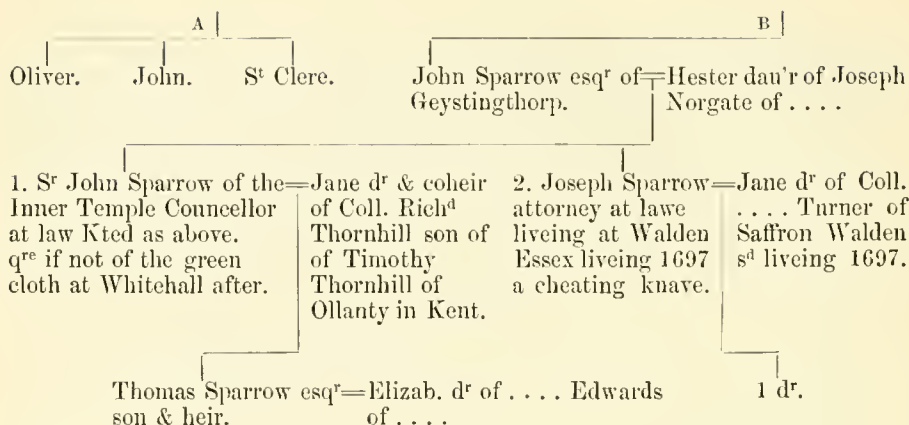 A B
Oliver. John. Sᵗ Clere.
John Sparrow esqʳ of=Hester dau'r of Joseph
Geystingthorp. Norgate of . . . .
1. Sʳ John Sparrow of the=Jane dʳ & coheir
Inner Temple Councellor of Coll. Richᵈ
at law Kted as above. Thornhill son of
qʳᵉ if not of the green of Timothy
cloth at Whitehall after. Thornhill of
Ollanty in Kent.
2. Joseph Sparrow=Jane dʳ of Coll.
attorney at lawe . . . . Turner of
liveing at Walden Saffron Walden
Essex liveing 1697 sᵈ liveing 1697.
a cheating knave.
Thomas Sparrow esqʳ=Elizab. dʳ of . . . . Edwards
son & heir. of . . . .
1 dʳ.